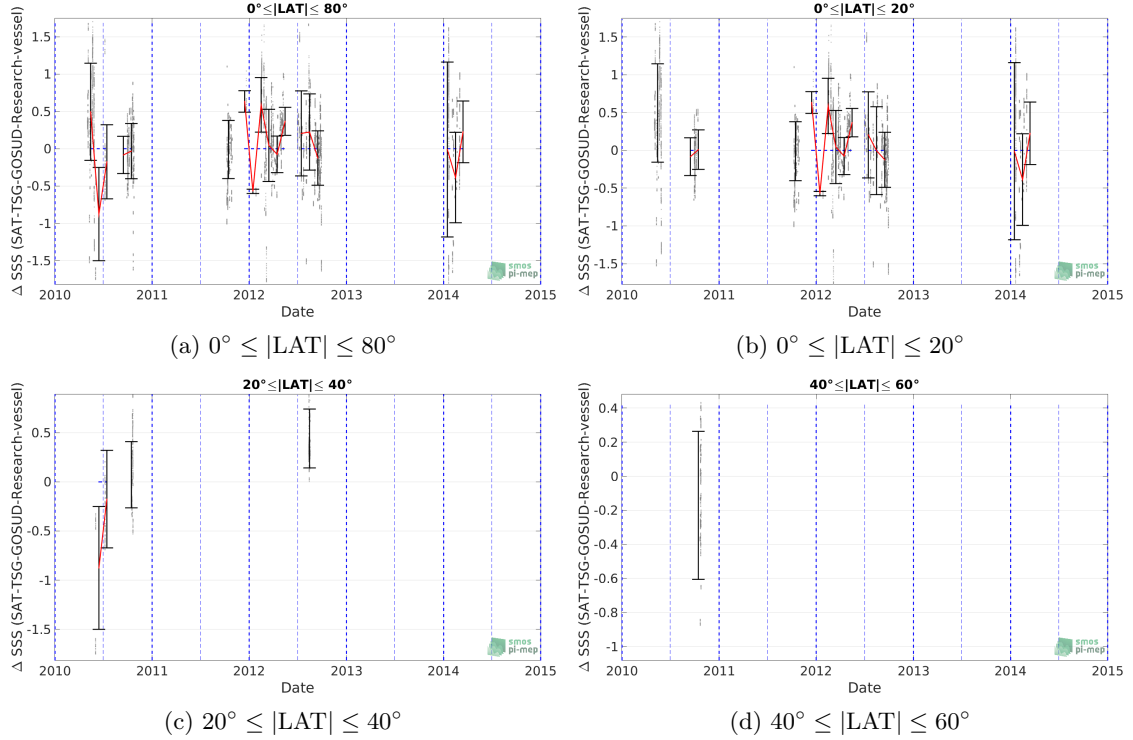 0°≤|LAT|≤ 80°
Δ SSS (SAT-TSG-GOSUD-Research-vessel)
1.5
1
0.5
0
-0.5
-1
-1.5
smos
pi-mep
2010 2011 2012 2013 2014 2015
Date
(a) 0° ≤ |LAT| ≤ 80°
0°≤|LAT|≤ 20°
Δ SSS (SAT-TSG-GOSUD-Research-vessel)
1.5
1
0.5
0
-0.5
-1
-1.5
smos
pi-mep
2010 2011 2012 2013 2014 2015
Date
(b) 0° ≤ |LAT| ≤ 20°
20°≤|LAT|≤ 40°
Δ SSS (SAT-TSG-GOSUD-Research-vessel)
0.5
0
-0.5
-1
-1.5
smos
pi-mep
2010 2011 2012 2013 2014 2015
Date
(c) 20° ≤ |LAT| ≤ 40°
40°≤|LAT|≤ 60°
Δ SSS (SAT-TSG-GOSUD-Research-vessel)
0.4
0.2
0
-0.2
-0.4
-0.6
-0.8
-1
smos
pi-mep
2010 2011 2012 2013 2014 2015
Date
(d) 40° ≤ |LAT| ≤ 60°